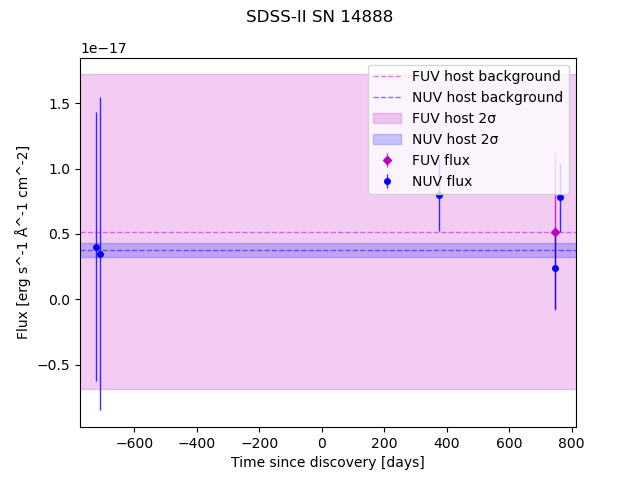 SDSS-II SN 14888
1e−17
FUV host background
NUV host background
FUV host 2σ
NUV host 2σ
FUV flux
NUV flux
1.5
1.0
0.5
0.0
−0.5
Flux [erg s^-1 Å^-1 cm^-2]
−600 −400 −200 0 200 400 600 800
Time since discovery [days]